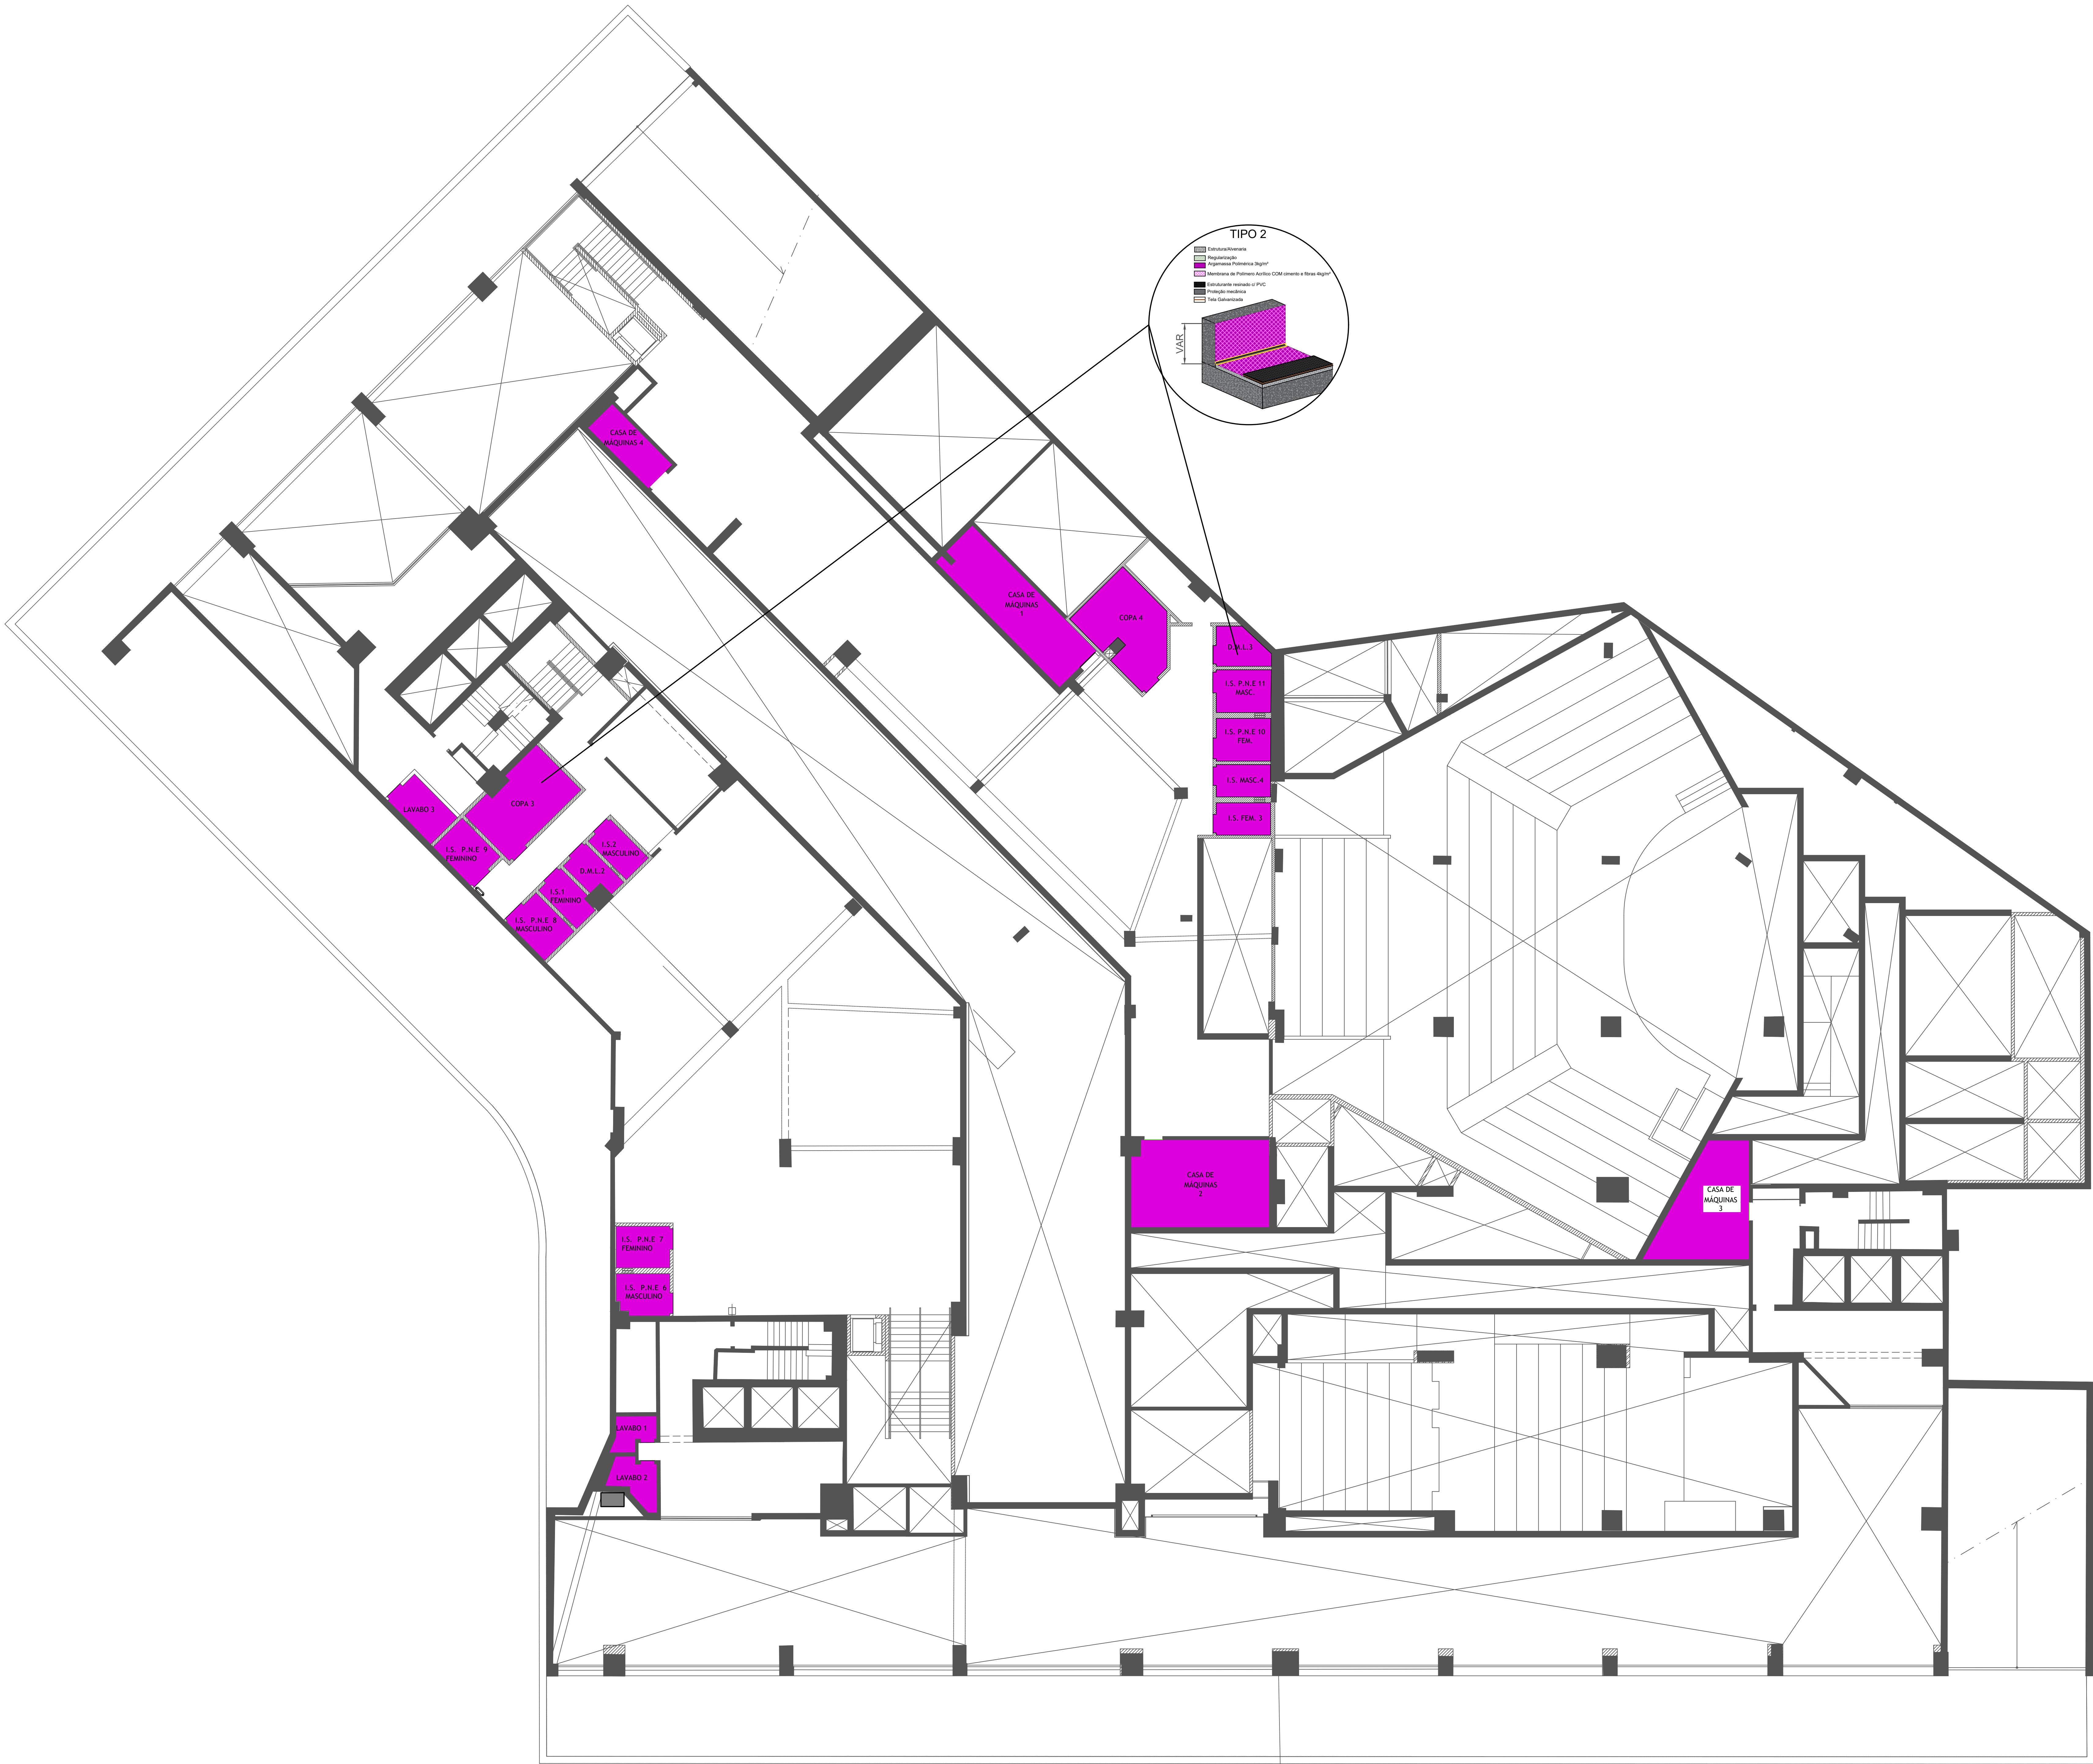 TIPO 2
Estrutura/Alvenaria
Regularização
Argamassa Polimérica 3kg/m²
Membrana de Polímero Acrílico COM cimento e fibras 4kg/m²
Estruturante resinado c/ PVC
Proteção mecânica
Tela Galvanizada
VAR
CASA DE
MÁQUINAS 4
CASA DE
MÁQUINAS
1
COPA 4
D.M.L.3
I.S. P.N.E 11
MASC.
I.S. P.N.E 10
FEM.
I.S. MASC.4
I.S. FEM. 3
LAVABO 3
COPA 3
I.S. P.N.E 9
FEMININO
I.S.2
MASCULINO
D.M.L.2
I.S.1
FEMININO
I.S. P.N.E 8
MASCULINO
CASA DE
MÁQUINAS
2
CASA DE
MÁQUINAS
3
I.S. P.N.E 7
FEMININO
I.S. P.N.E 6
MASCULINO
LAVABO 1
LAVABO 2